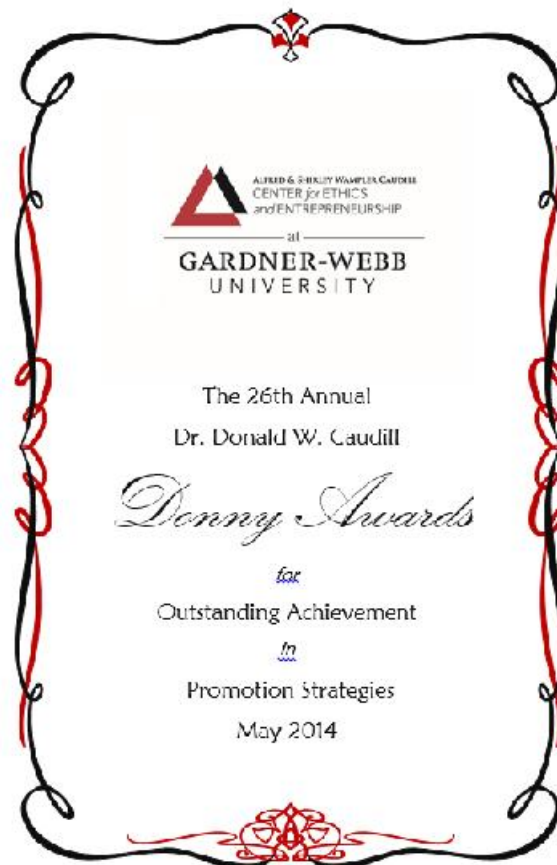 ALFRED & SHIRLEY WAMPLER CAUDILL
CENTER for ETHICS
and ENTREPRENEURSHIP
at
GARDNER-WEBB
UNIVERSITY
The 26th Annual
Dr. Donald W. Caudill
Donny Awards
for
Outstanding Achievement
In
Promotion Strategies
May 2014